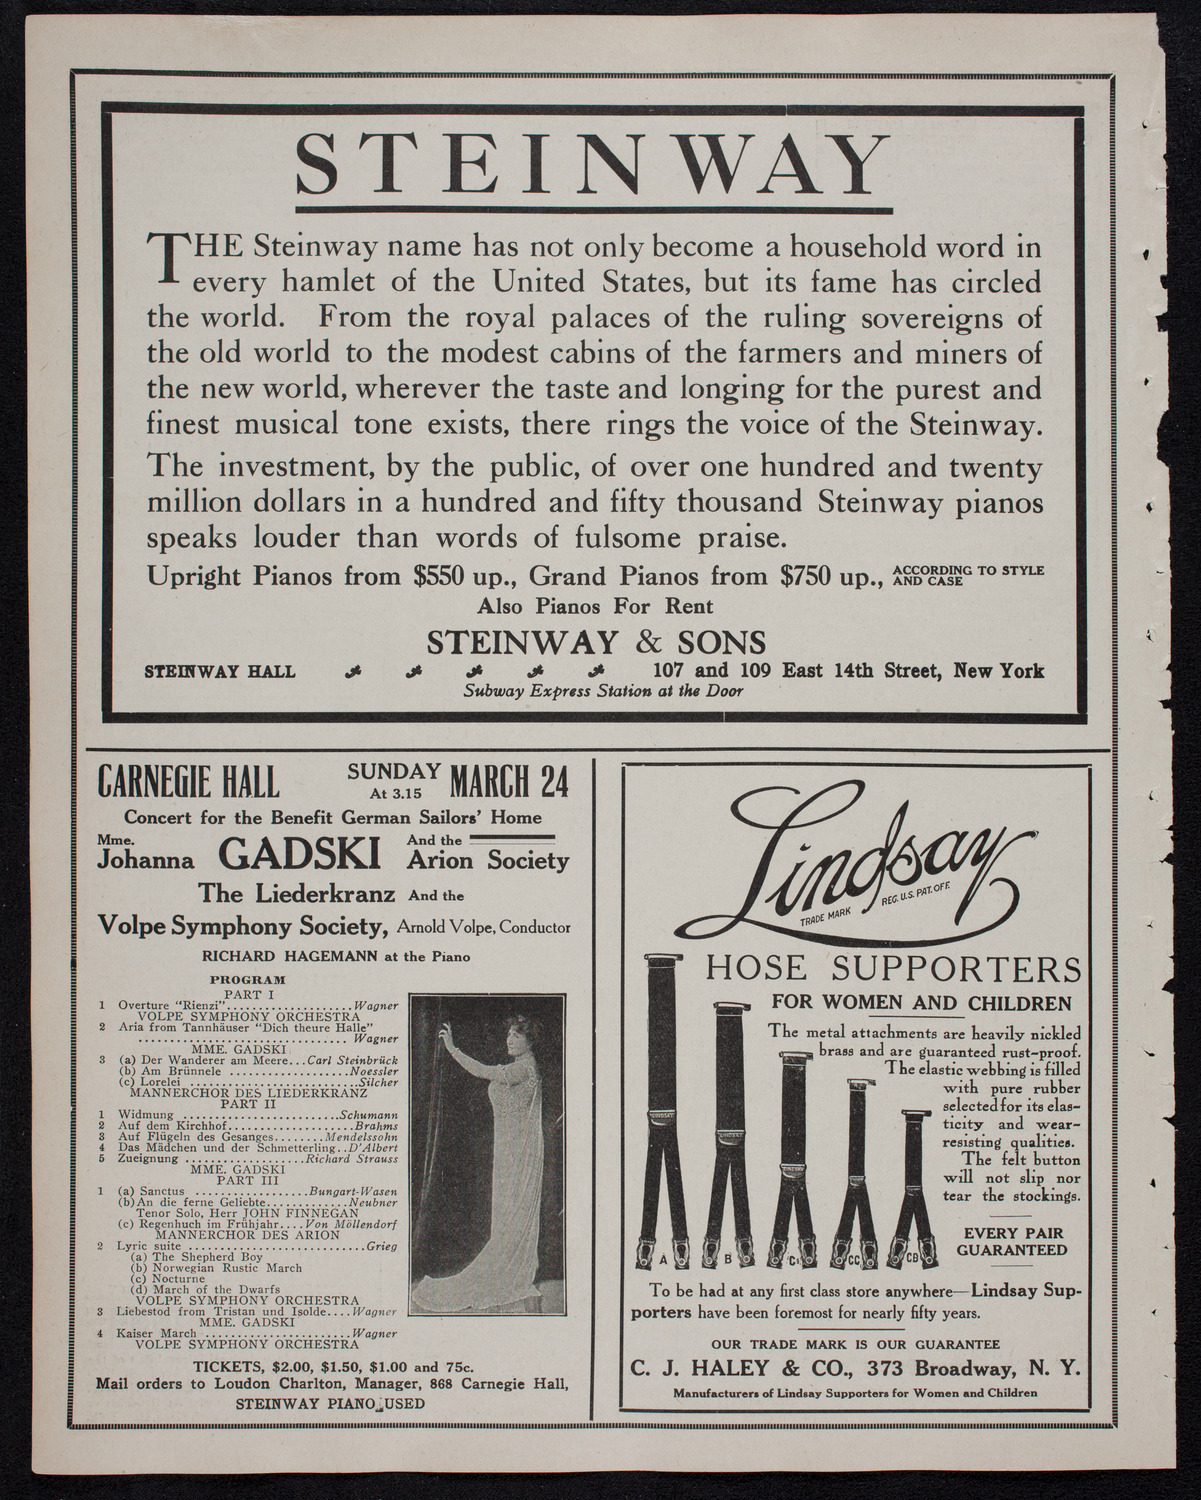 STEINWAY
THE Steinway name has not only become a household word in
every hamlet of the United States, but its fame has circled
the world. From the royal palaces of the ruling sovereigns of
the old world to the modest cabins of the farmers and miners of
the new world, wherever the taste and longing for the purest and
finest musical tone exists, there rings the voice of the Steinway.
The investment, by the public, of over one hundred and twenty
million dollars in a hundred and fifty thousand Steinway pianos
speaks louder than words of fulsome praise.
Upright Pianos from $550 up., Grand Pianos from $750 up., ACCORDING TO STYLE
AND CASE
Also Pianos For Rent
STEINWAY & SONS
STEINWAY HALL 107 and 109 East 14th Street, New York
Subway Express Station at the Door
CARNEGIE HALL SUNDAY At 3.15 MARCH 24
Concert for the Benefit German Sailors' Home
Mme. Johanna GADSKI And the Arion Society
The Liederkranz And the
Volpe Symphony Society, Arnold Volpe, Conductor
RICHARD HAGEMANN at the Piano
PROGRAM
PART I
1 Overture "Rienzi"...................Wagner
VOLPE SYMPHONY ORCHESTRA
2 Aria from Tannhäuser "Dich theure Halle"
............................... Wagner
MME. GADSKI
3 (a) Der Wanderer am Meere...Carl Steinbrück
(b) Am Brünnele ..................Noessler
(c) Lorelei .........................Silcher
MANNERCHOR DES LIEDERKRANZ
PART II
1 Widmung .......................Schumann
2 Auf dem Kirchhof...................Brahms
3 Auf Flügeln des Gesanges........Mendelssohn
4 Das Mädchen und der Schmetterling..D'Albert
5 Zueignung ..................Richard Strauss
MME. GADSKI
PART III
1 (a) Sanctus .................Bungart-Wasen
(b) An die ferne Geliebte............Neubner
Tenor Solo, Herr JOHN FINNEGAN
(c) Regenhuch im Frühjahr....Von Möllendorf
MANNERCHOR DES ARION
2 Lyric suite ..........................Grieg
(a) The Shepherd Boy
(b) Norwegian Rustic March
(c) Nocturne
(d) March of the Dwarfs
VOLPE SYMPHONY ORCHESTRA
3 Liebestod from Tristan und Isolde....Wagner
MME. GADSKI
4 Kaiser March ......................Wagner
VOLPE SYMPHONY ORCHESTRA
TICKETS, $2.00, $1.50, $1.00 and 75c.
Mail orders to Loudon Charlton, Manager, 868 Carnegie Hall,
STEINWAY PIANO USED
Lindsay
TRADE MARK REG. U.S. PAT. OFF.
HOSE SUPPORTERS
FOR WOMEN AND CHILDREN
The metal attachments are heavily nickled
brass and are guaranteed rust-proof.
The elastic webbing is filled
with pure rubber
selected for its elas-
ticity and wear-
resisting qualities.
The felt button
will not slip nor
tear the stockings.
EVERY PAIR
GUARANTEED
LINDSAY
LINDSAY
LINDSAY
A B C CC CB
To be had at any first class store anywhere—Lindsay Sup-
porters have been foremost for nearly fifty years.
OUR TRADE MARK IS OUR GUARANTEE
C. J. HALEY & CO., 373 Broadway, N. Y.
Manufacturers of Lindsay Supporters for Women and Children